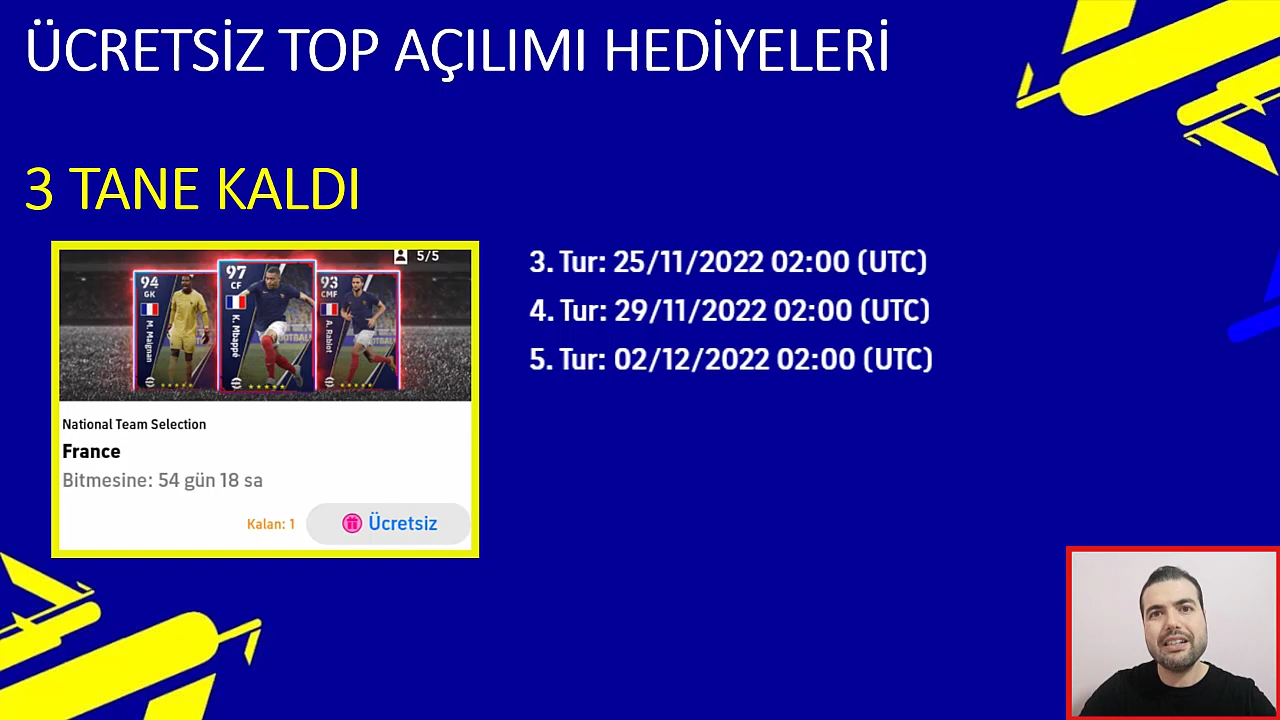 ÜCRETSİZ TOP AÇILIMI HEDİYELERİ
3 TANE KALDI
5/5
94
GK
M. Maignan
97
CF
K. Mbappé
93
CMF
A. Rabiot
National Team Selection
France
Bitmesine: 54 gün 18 sa
Kalan: 1
Ücretsiz
3. Tur: 25/11/2022 02:00 (UTC)
4. Tur: 29/11/2022 02:00 (UTC)
5. Tur: 02/12/2022 02:00 (UTC)